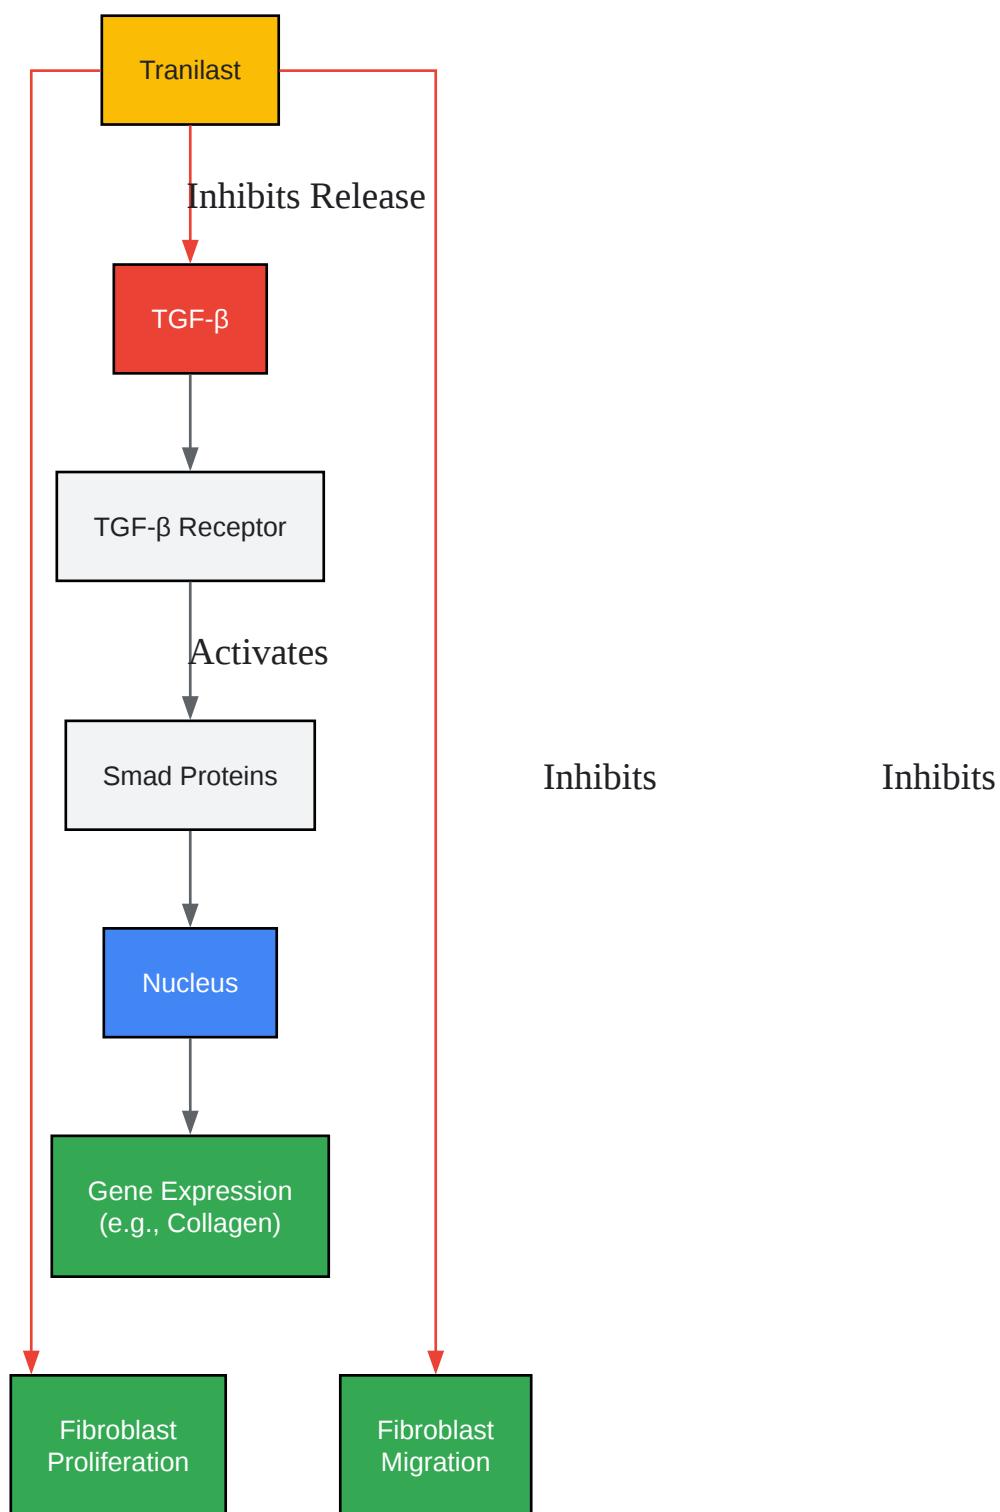 Tranilast
Inhibits Release
TGF-β
TGF-β Receptor
Activates
Smad Proteins
Inhibits
Inhibits
Nucleus
Gene Expression
(e.g., Collagen)
Fibroblast
Proliferation
Fibroblast
Migration